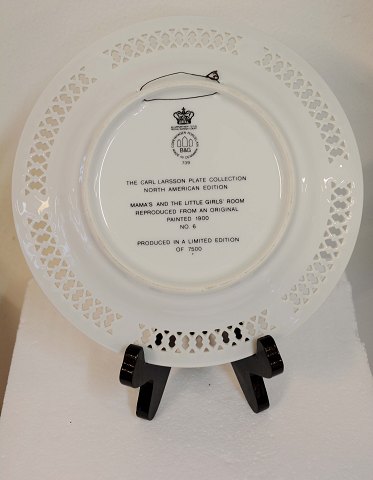 B&G
739
THE CARL LARSSON PLATE COLLECTION
NORTH AMERICAN EDITION
MAMA'S AND THE LITTLE GIRLS' ROOM
REPRODUCED FROM AN ORIGINAL
PAINTED 1900
NO. 6
PRODUCED IN A LIMITED EDITION
OF 7500